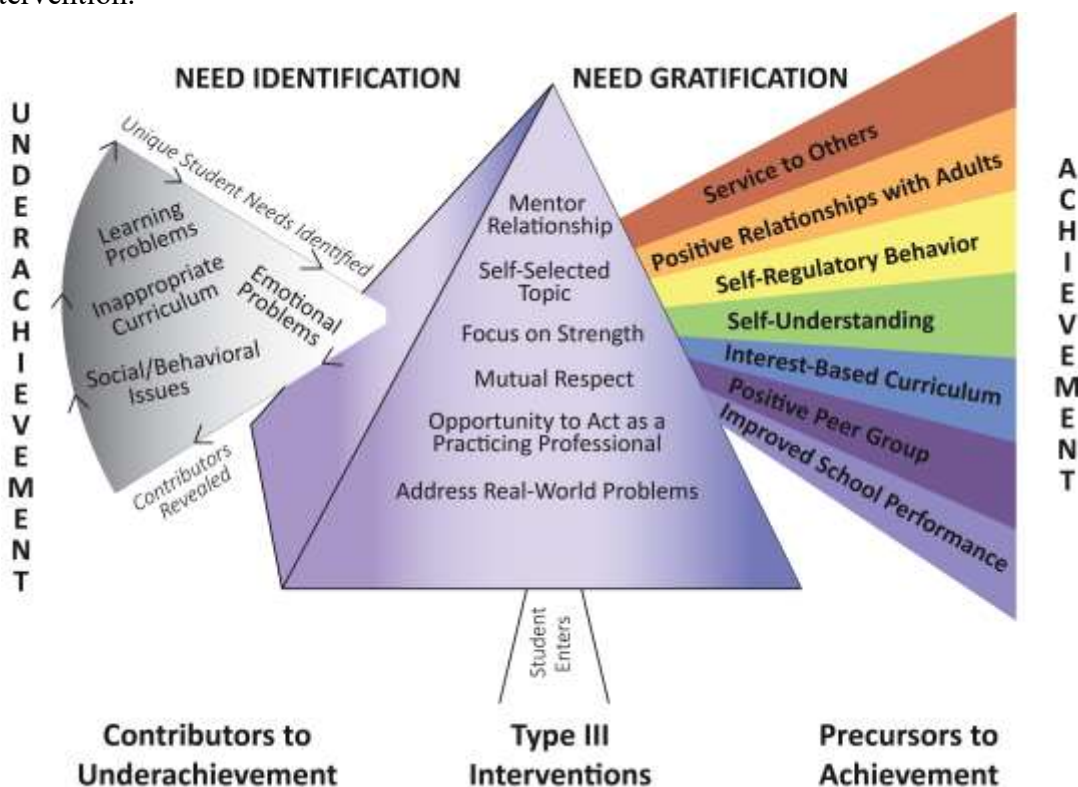 tervention.
NEED IDENTIFICATION
NEED GRATIFICATION
UNDERACHIEVEMENT
Unique Student Needs Identified
Learning
Problems
Inappropriate
Curriculum
Emotional
Problems
Social/Behavioral
Issues
Contributors
Revealed
Mentor
Relationship
Self-Selected
Topic
Focus on Strength
Mutual Respect
Opportunity to Act as a
Practicing Professional
Address Real-World Problems
Student
Enters
Service to Others
Positive Relationships with Adults
Self-Regulatory Behavior
Self-Understanding
Interest-Based Curriculum
Positive Peer Group
Improved School Performance
ACHIEVEMENT
Contributors to
Underachievement
Type III
Interventions
Precursors to
Achievement